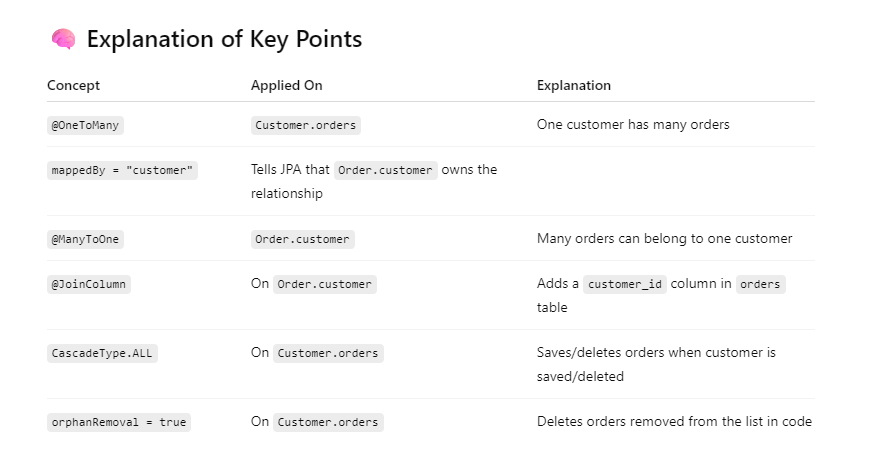 🧠 Explanation of Key Points
Concept Applied On Explanation
@OneToMany Customer.orders One customer has many orders
mappedBy = "customer" Tells JPA that Order.customer owns the
relationship
@ManyToOne Order.customer Many orders can belong to one customer
@JoinColumn On Order.customer Adds a customer_id column in orders
table
CascadeType.ALL On Customer.orders Saves/deletes orders when customer is
saved/deleted
orphanRemoval = true On Customer.orders Deletes orders removed from the list in code